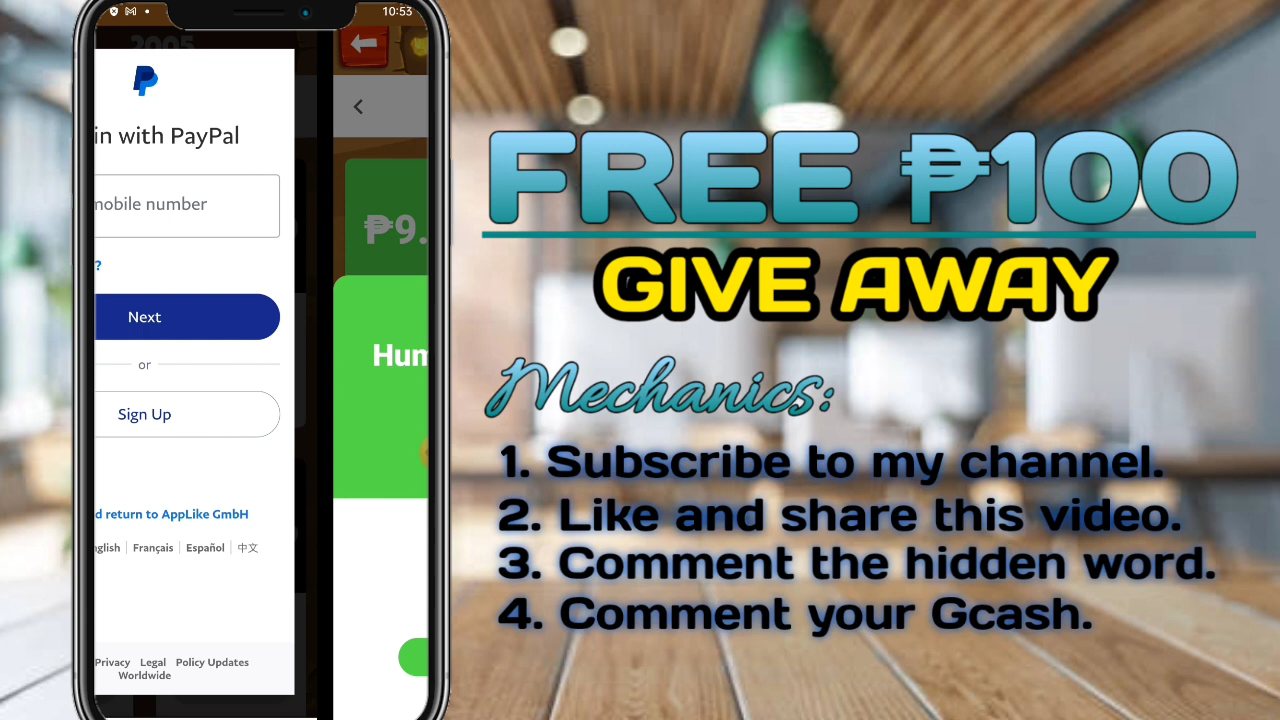 10:53
2005
in with PayPal
mobile number
?
Next
or
Sign Up
d return to AppLike GmbH
nglish Français Español 中文
Privacy Legal Policy Updates
Worldwide
₱9.
Hum
FREE ₱100
GIVE AWAY
Mechanics:
1. Subscribe to my channel.
2. Like and share this video.
3. Comment the hidden word.
4. Comment your Gcash.